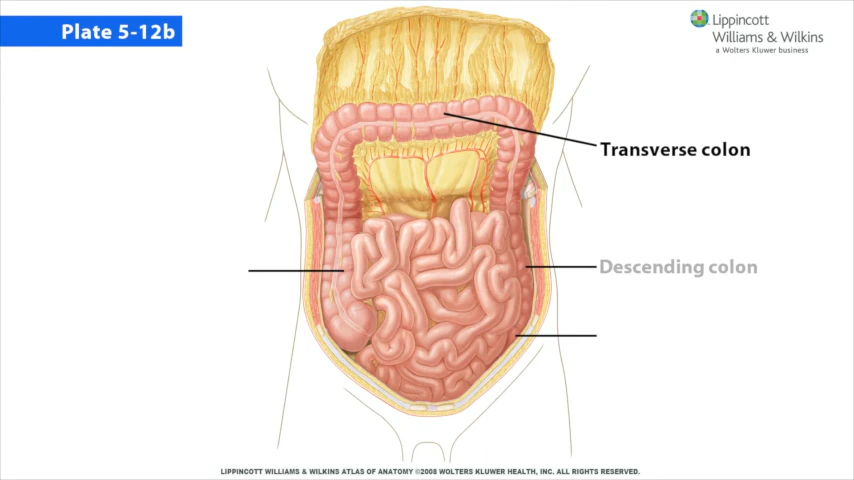 Plate 5-12b
Lippincott
Williams & Wilkins
a Wolters Kluwer business
Transverse colon
Descending colon
LIPPINCOTT WILLIAMS & WILKINS ATLAS OF ANATOMY ©2008 WOLTERS KLUWER HEALTH, INC. ALL RIGHTS RESERVED.